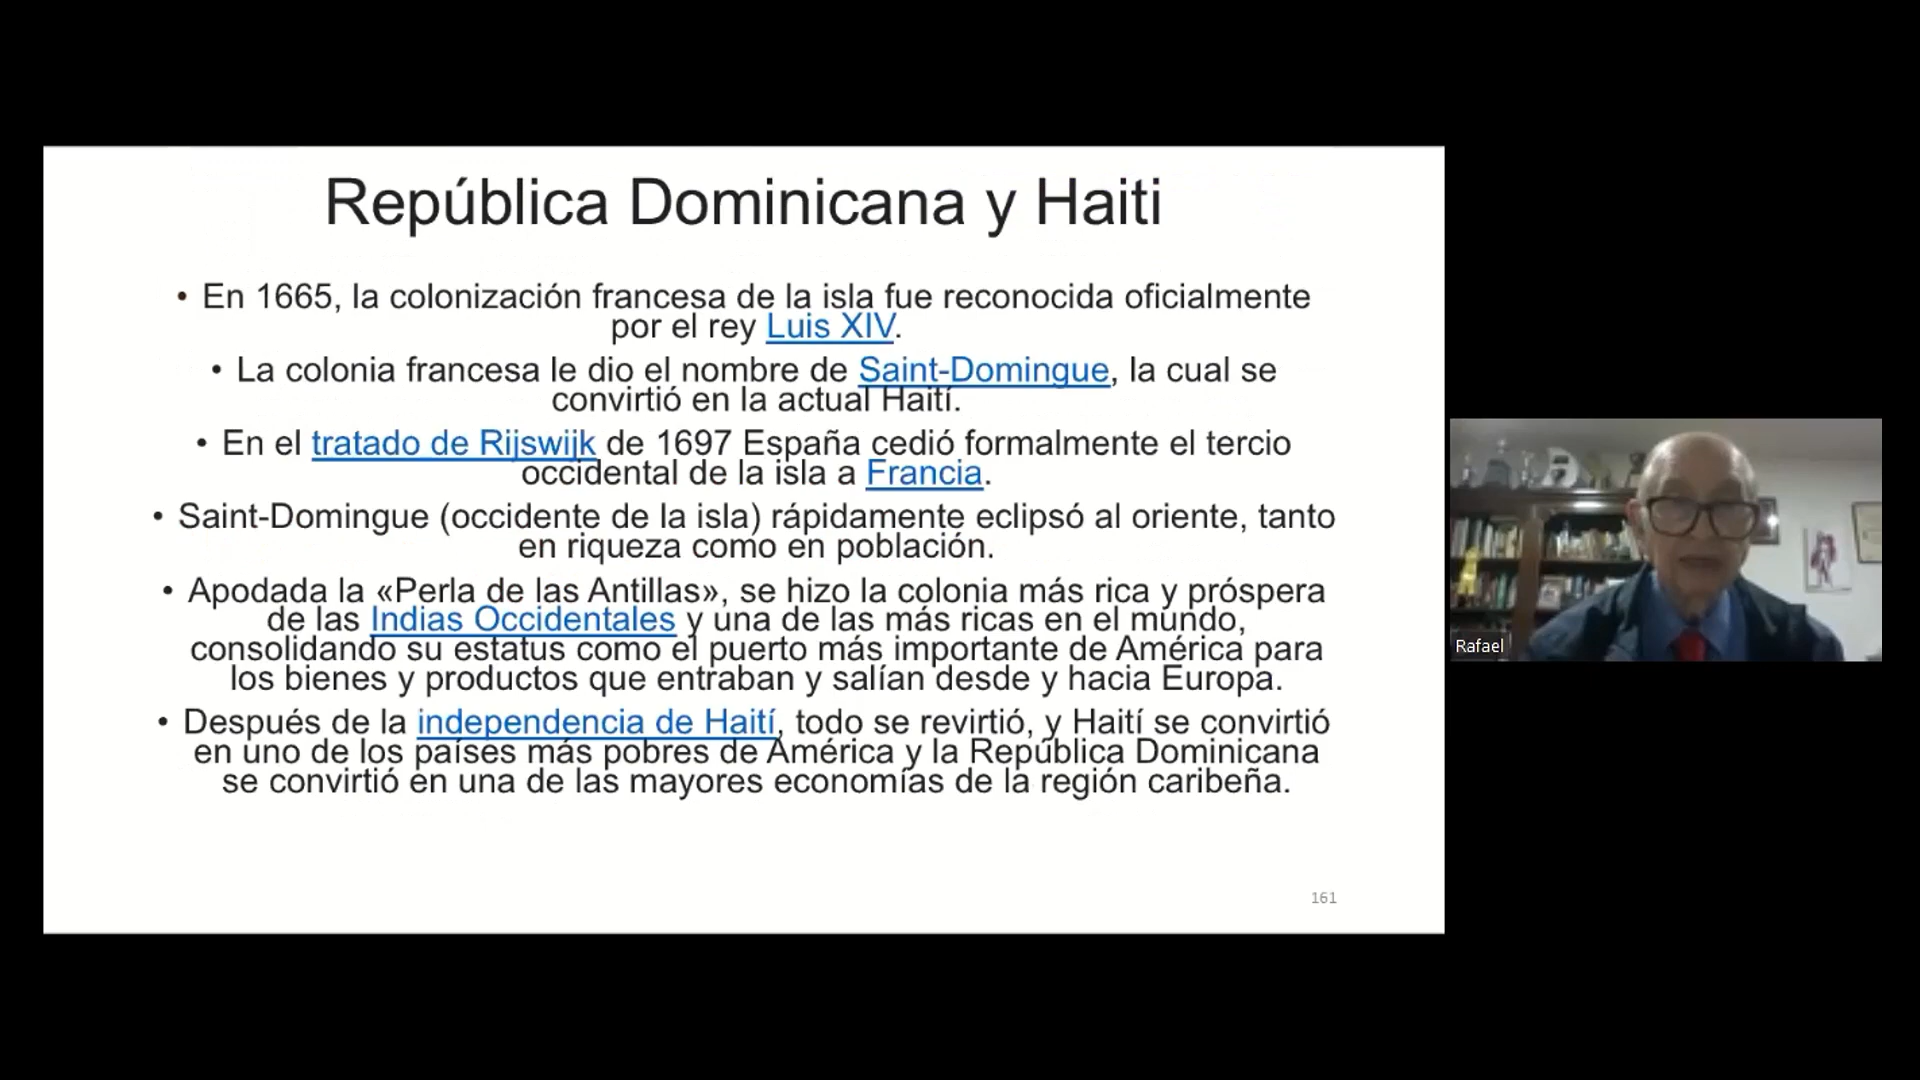 República Dominicana y Haiti
• En 1665, la colonización francesa de la isla fue reconocida oficialmente
por el rey Luis XIV.
• La colonia francesa le dio el nombre de Saint-Domingue, la cual se
convirtió en la actual Haití.
• En el tratado de Rijswijk de 1697 España cedió formalmente el tercio
occidental de la isla a Francia.
• Saint-Domingue (occidente de la isla) rápidamente eclipsó al oriente, tanto
en riqueza como en población.
• Apodada la «Perla de las Antillas», se hizo la colonia más rica y próspera
de las Indias Occidentales y una de las más ricas en el mundo,
consolidando su estatus como el puerto más importante de América para
los bienes y productos que entraban y salían desde y hacia Europa.
• Después de la independencia de Haití, todo se revirtió, y Haití se convirtió
en uno de los países más pobres de América y la República Dominicana
se convirtió en una de las mayores economías de la región caribeña.
161
Rafael